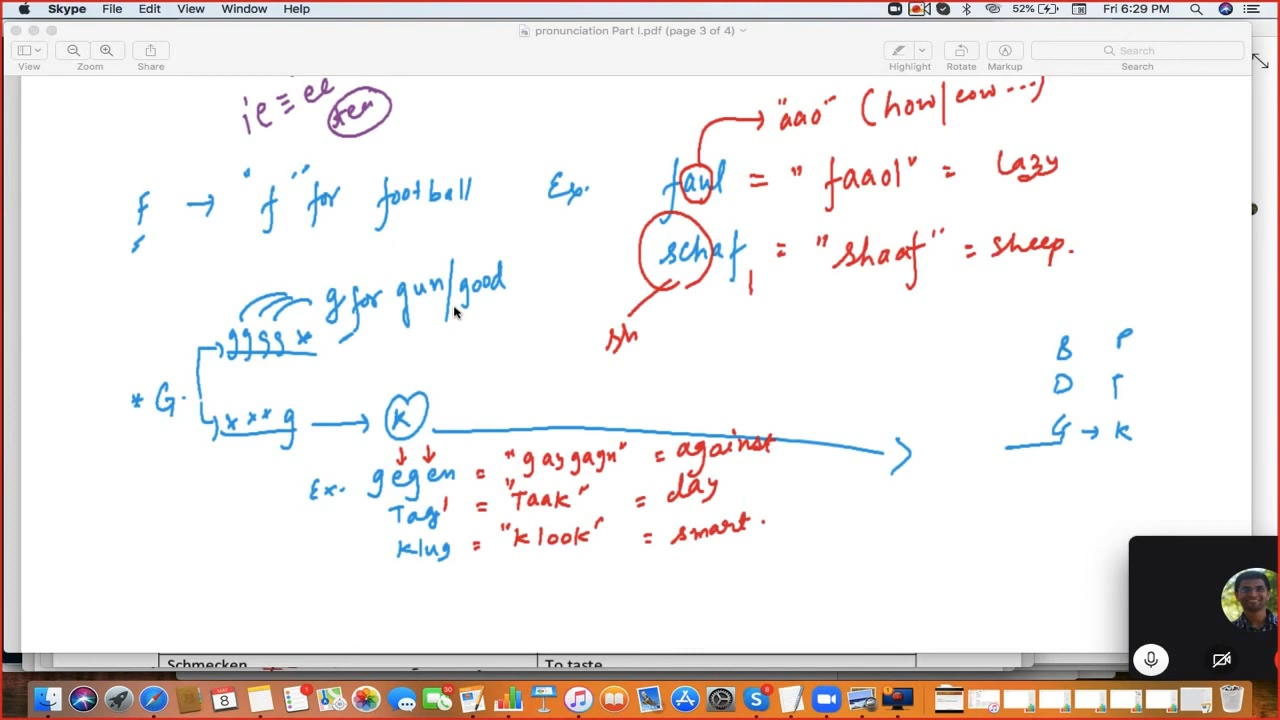 Skype File Edit View Window Help 52% Fri 6:29 PM
pronunciation Part I.pdf (page 3 of 4)
View Zoom Share Highlight Rotate Markup Search
Search
ie ≡ ee
"aao" (how/cow...)
F → "f" for football Ex. faul = "faaol" = Lazy
schaf = "shaaf" = sheep.
sh
gggg * g for gun/good
* G.
***g → K
B P
D T
G → K
Ex. gegen = "gaygagn" = against
Tag = "Taak" = day
klug = "klook" = smart.
Schmecken To taste